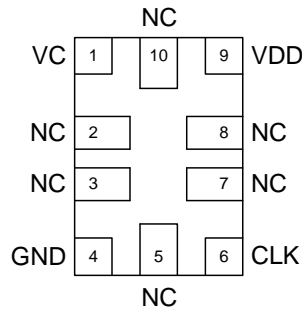 NC
VC 1 10 9 VDD
NC 2 8 NC
NC 3 7 NC
GND 4 5 6 CLK
NC